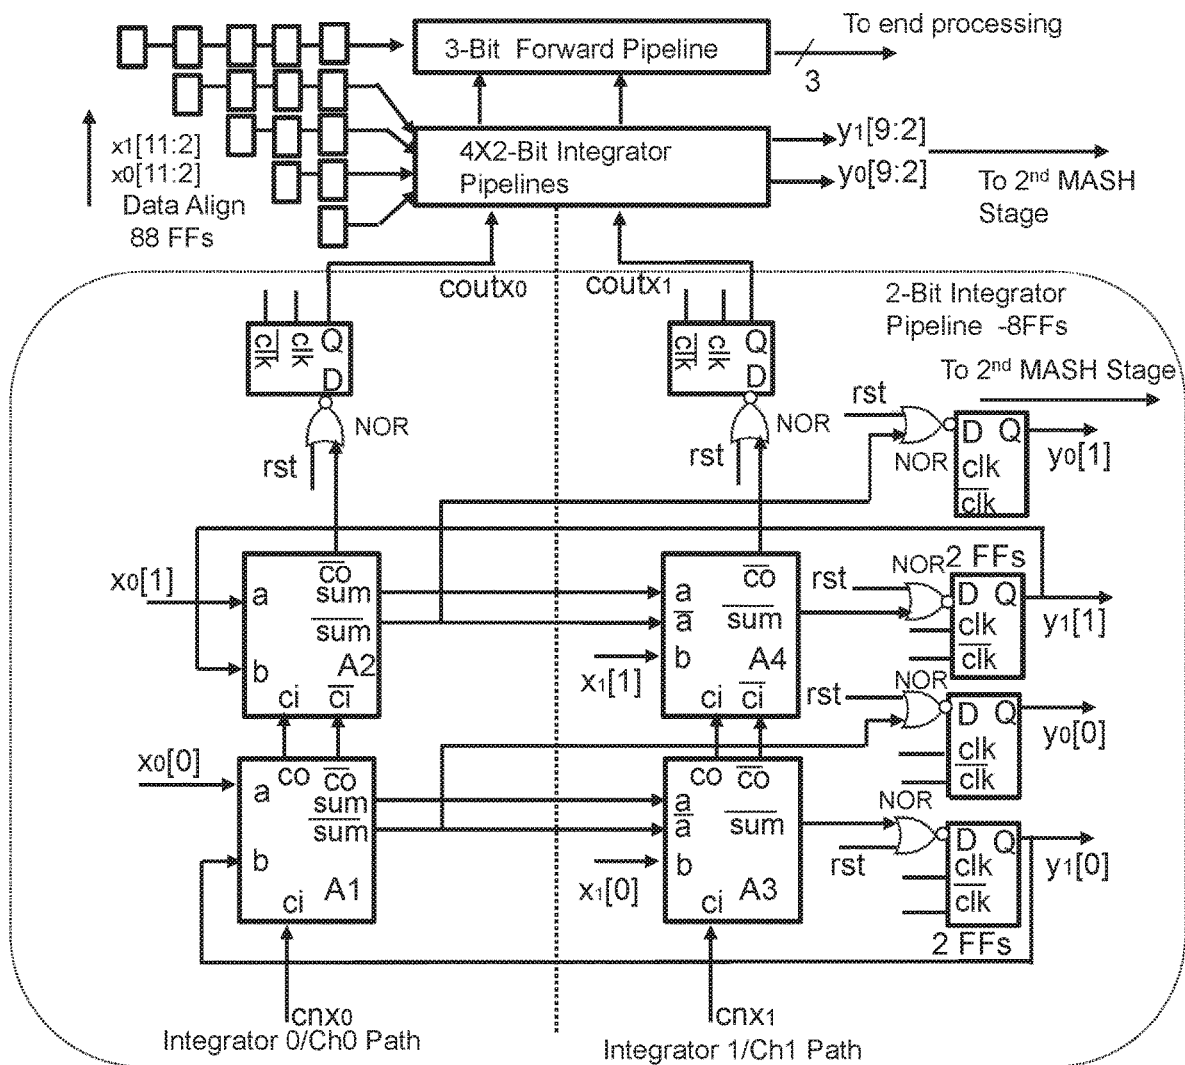 To end processing
3-Bit Forward Pipeline
3
x1[11:2]
x0[11:2]
Data Align
88 FFs
4X2-Bit Integrator
Pipelines
y1[9:2]
y0[9:2]
To 2nd MASH
Stage
coutx0
coutx1
2-Bit Integrator
Pipeline -8FFs
clk
clk
Q
D
clk
clk
Q
D
To 2nd MASH Stage
NOR
rst
NOR
rst
rst
NOR
D Q
clk
clk
y0[1]
x0[1]
a
b
co
sum
sum
A2
ci
ci
a
a
b
co
sum
A4
ci
ci
x1[1]
NOR
2 FFs
rst
D Q
clk
clk
y1[1]
x0[0]
a
b
co
co
sum
sum
A1
ci
rst
NOR
D Q
clk
clk
y0[0]
a
a
b
co
co
sum
A3
ci
x1[0]
NOR
rst
D Q
clk
clk
2 FFs
y1[0]
cnx0
cnx1
Integrator 0/Ch0 Path
Integrator 1/Ch1 Path